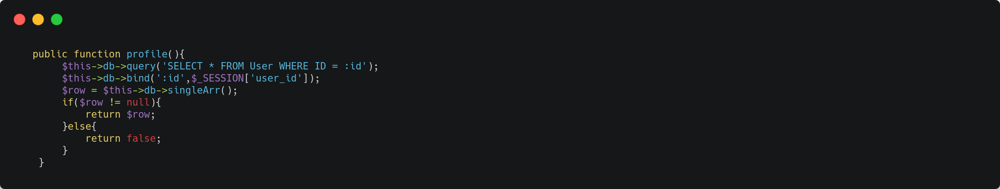 public function profile(){
$this->db->query('SELECT * FROM User WHERE ID = :id');
$this->db->bind(':id',$_SESSION['user_id']);
$row = $this->db->singleArr();
if($row != null){
return $row;
}else{
return false;
}
}